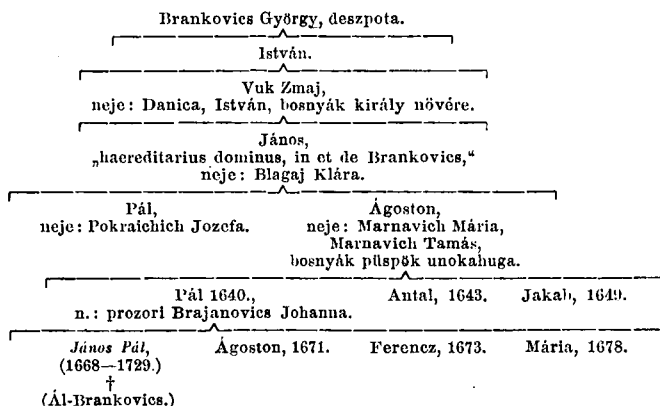 Brankovics György, deszpota.
István.
Vuk Zmaj,
neje: Danica, István, bosnyák király nővére.
János,
„haereditarius dominus, in et de Brankovics,“
neje: Blagaj Klára.
Pál,
neje: Pokraichich Jozefa.
Ágoston,
neje: Marnavich Mária,
Marnavich Tamás,
bosnyák püspök unokahuga.
Pál 1640.,
n.: prozori Brajanovics Johanna.
Antal, 1643.
Jakab, 1649.
János Pál,
(1668—1729.)
†
(Ál-Brankovics.)
Ágoston, 1671.
Ferencz, 1673.
Mária, 1678.